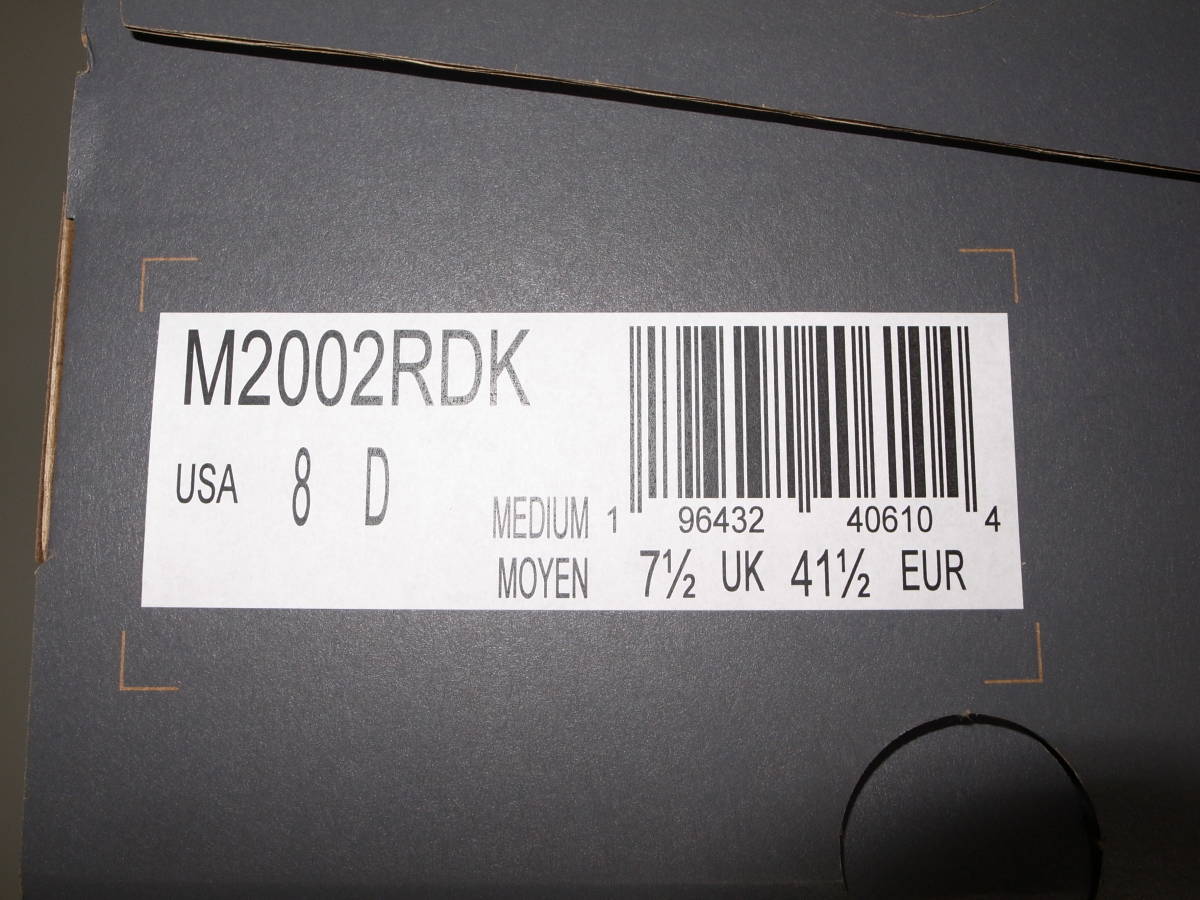 M2002RDK
USA 8 D
MEDIUM 1 96432 40610 4
MOYEN 7½ UK 41½ EUR